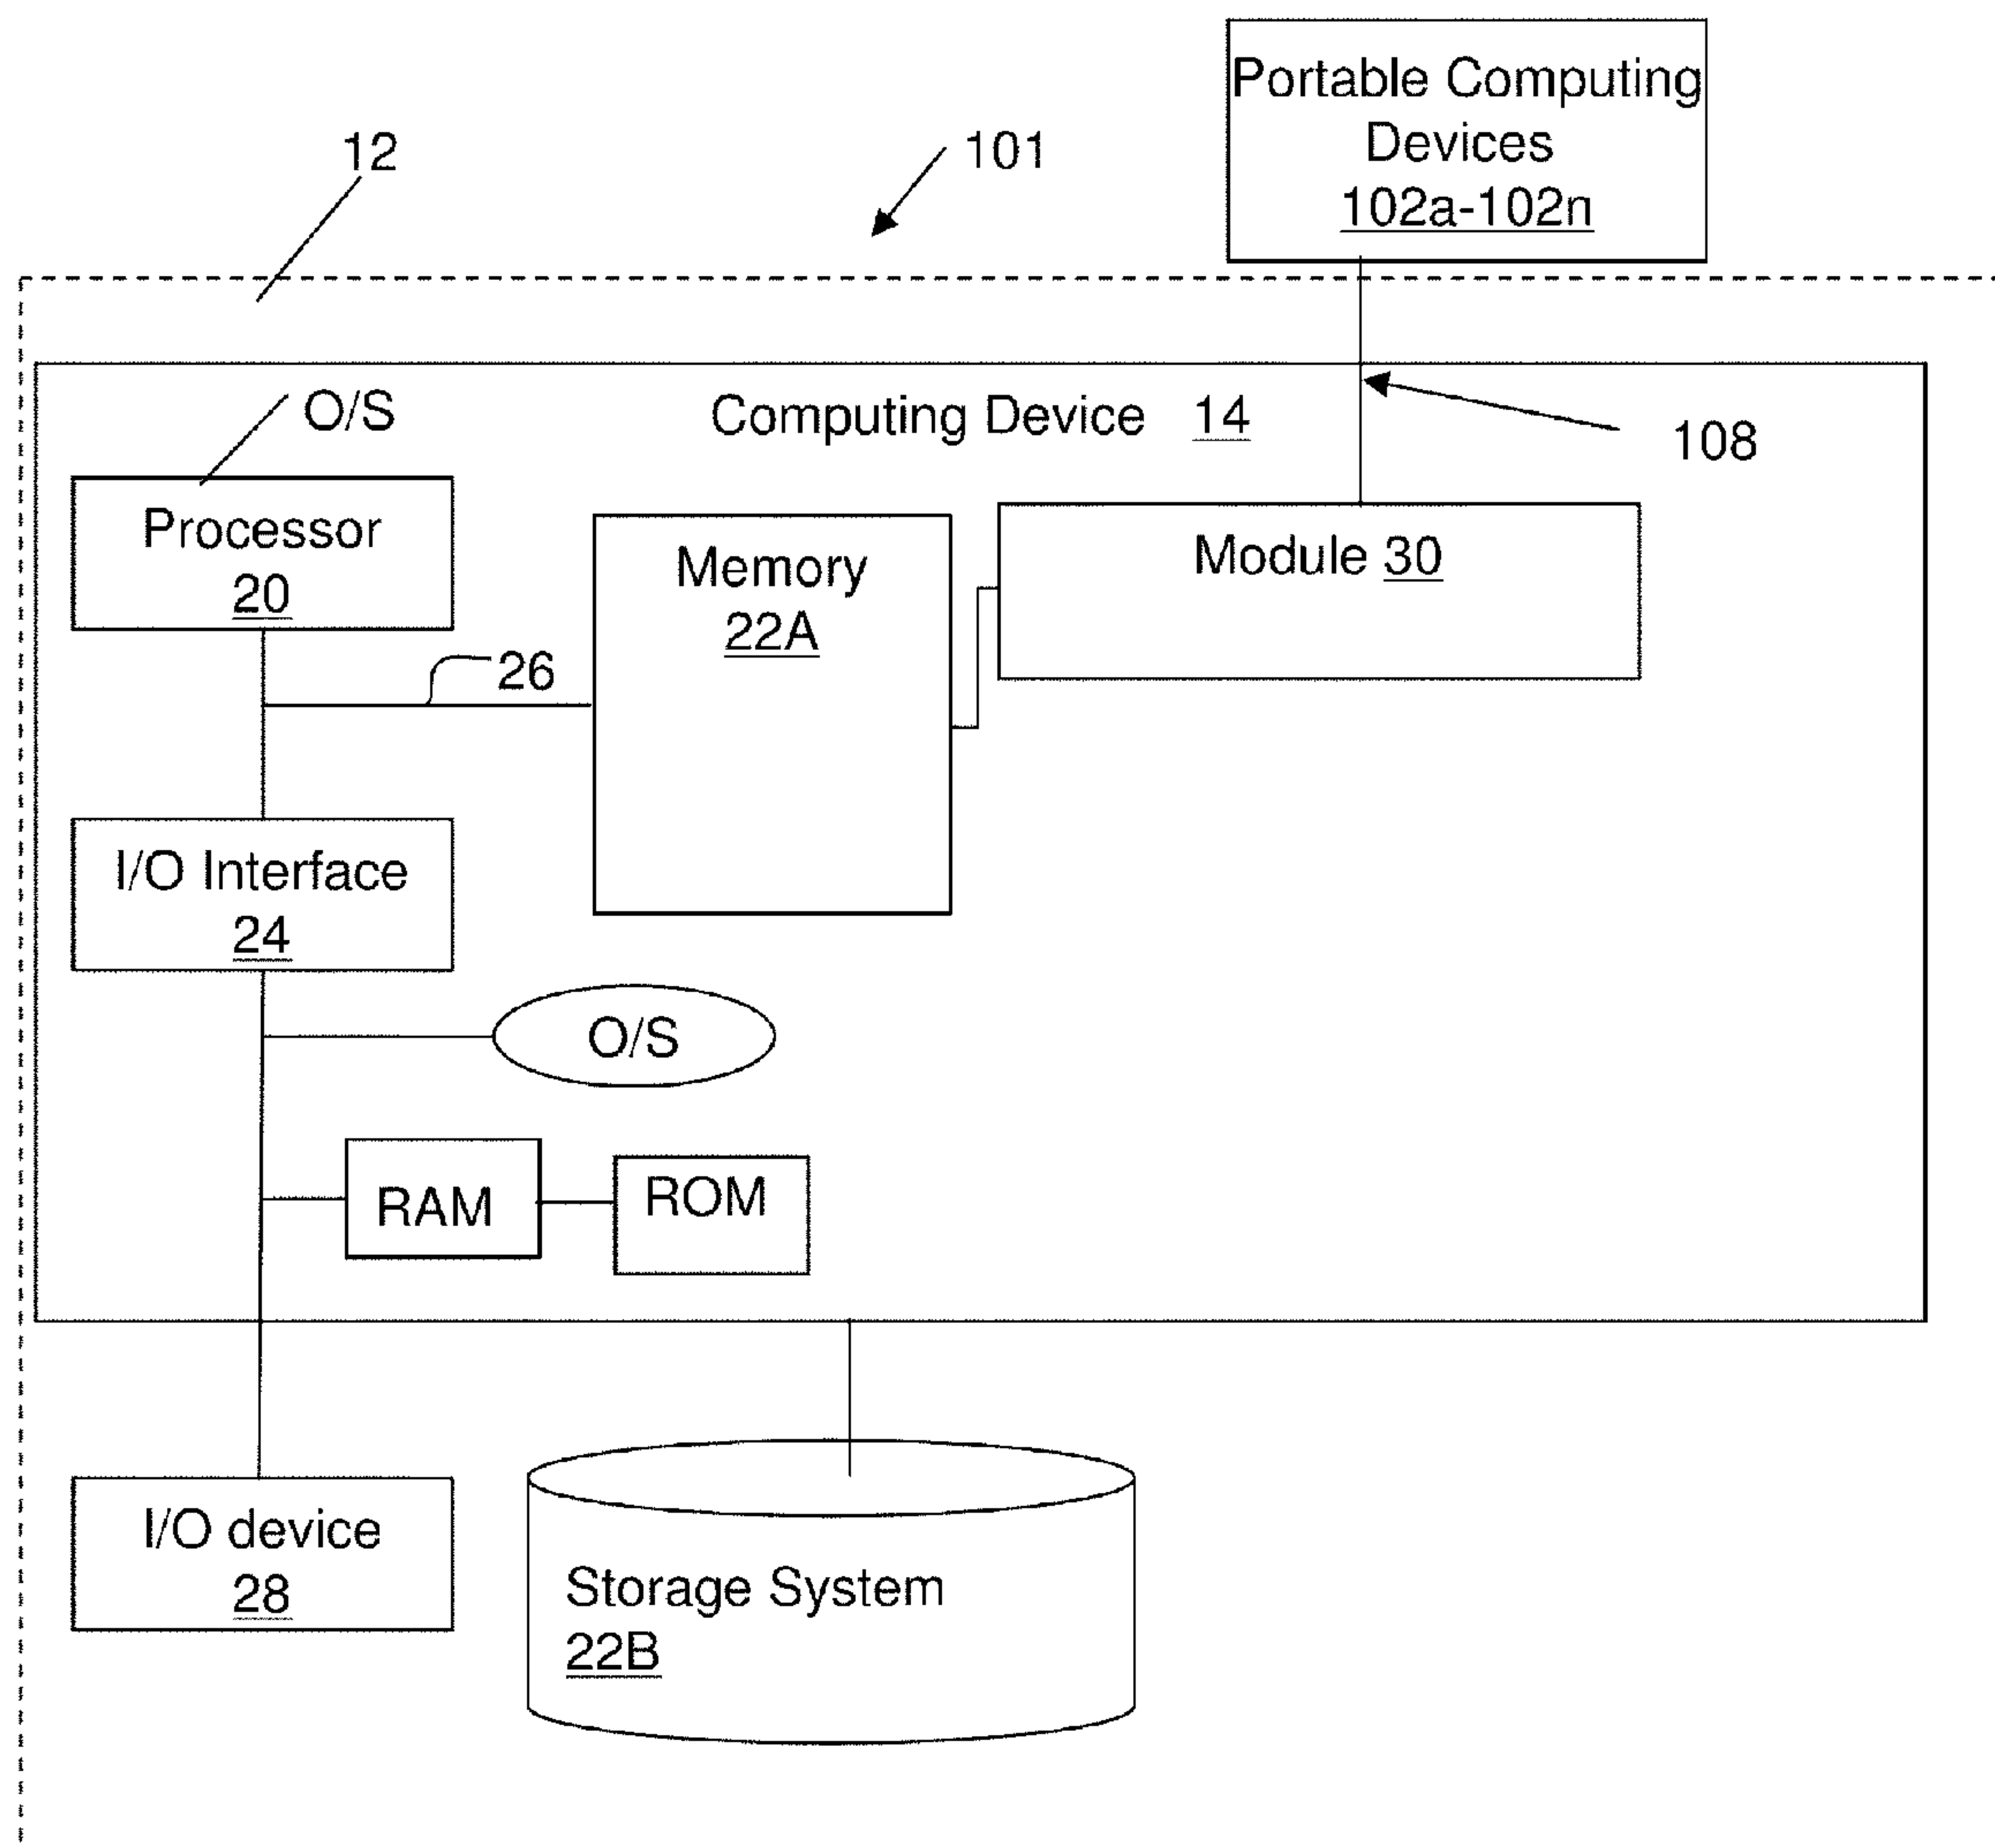 Portable Computing
Devices
102a-102n
12
101
O/S
Computing Device 14
108
Processor
20
Memory
22A
Module 30
26
I/O Interface
24
O/S
RAM
ROM
I/O device
28
Storage System
22B